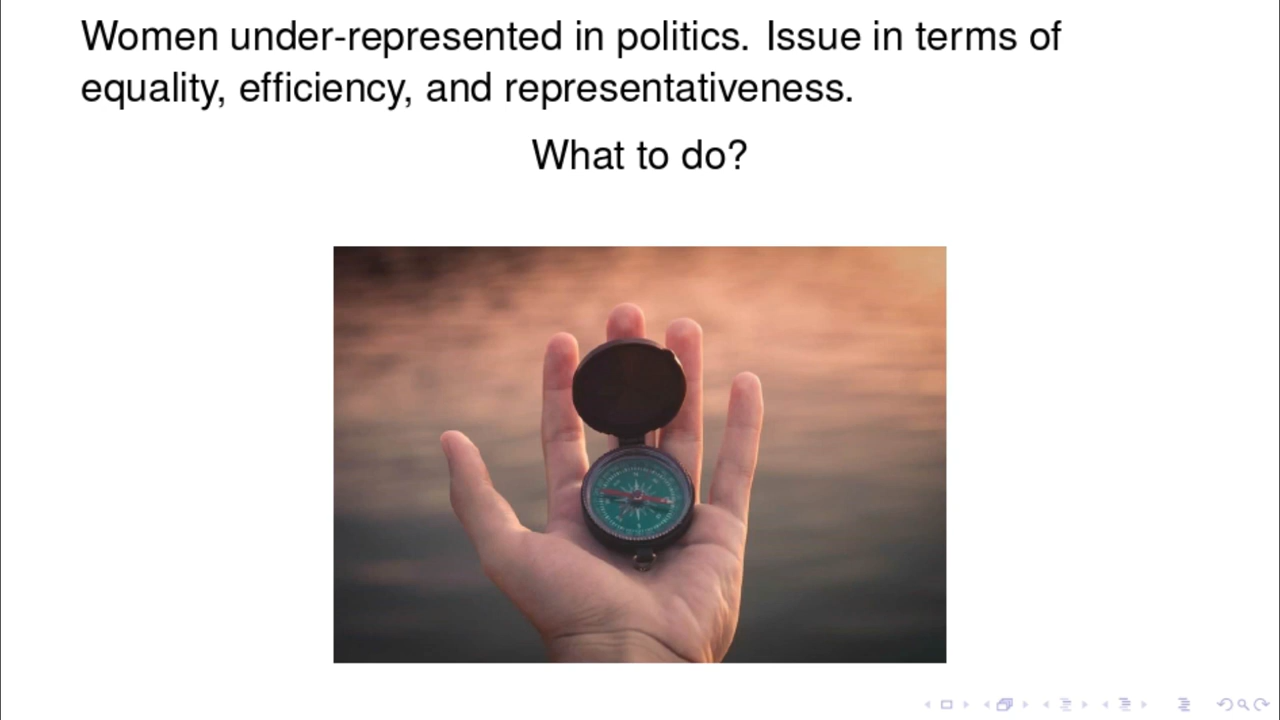 Women under-represented in politics. Issue in terms of
equality, efficiency, and representativeness.
What to do?